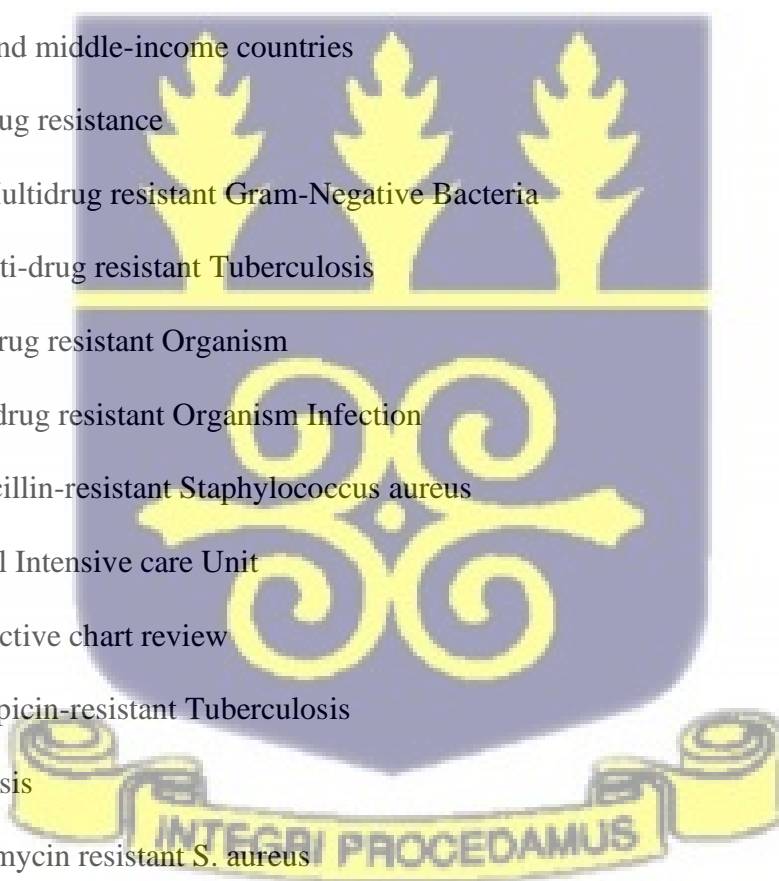 nd middle-income countries
ug resistance
ultidrug resistant Gram-Negative Bacteria
ti-drug resistant Tuberculosis
rug resistant Organism
drug resistant Organism Infection
cillin-resistant Staphylococcus aureus
l Intensive care Unit
ctive chart review
picin-resistant Tuberculosis
sis
INTEGRI PROCEDAMUS
mycin resistant S. aureus